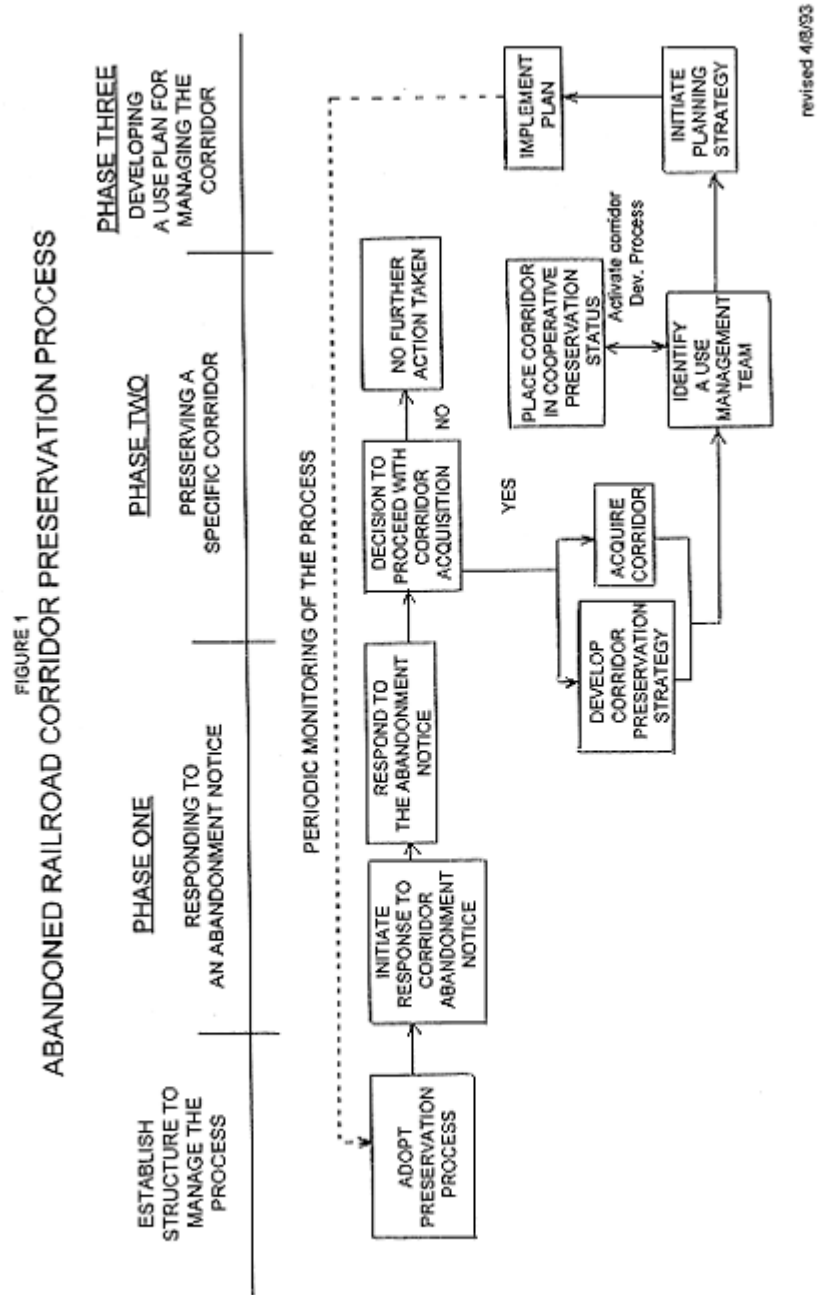 FIGURE 1
ABANDONED RAILROAD CORRIDOR PRESERVATION PROCESS
ESTABLISH
STRUCTURE TO
MANAGE THE
PROCESS
PHASE ONE
RESPONDING TO
AN ABANDONMENT NOTICE
PHASE TWO
PRESERVING A
SPECIFIC CORRIDOR
PHASE THREE
DEVELOPING
A USE PLAN FOR
MANAGING THE
CORRIDOR
PERIODIC MONITORING OF THE PROCESS
ADOPT
PRESERVATION
PROCESS
INITIATE
RESPONSE TO
CORRIDOR
ABANDONMENT
NOTICE
RESPOND TO
THE ABANDONMENT
NOTICE
DECISION TO
PROCEED WITH
CORRIDOR
ACQUISITION
NO
NO FURTHER
ACTION TAKEN
YES
DEVELOP
CORRIDOR
PRESERVATION
STRATEGY
ACQUIRE
CORRIDOR
PLACE CORRIDOR
IN COOPERATIVE
PRESERVATION
STATUS
Activate corridor
Dev. Process
IDENTIFY
A USE
MANAGEMENT
TEAM
IMPLEMENT
PLAN
INITIATE
PLANNING
STRATEGY
revised 4/8/93